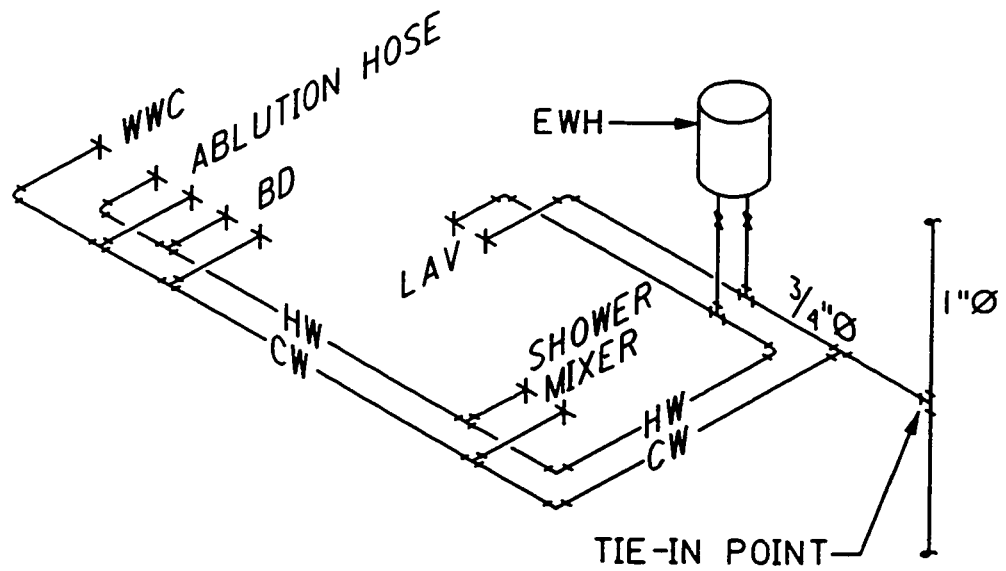 WWC
ABLUTION HOSE
BD
EWH
LAV
3/4"Ø
1"Ø
HW
CW
SHOWER
MIXER
HW
CW
TIE-IN POINT